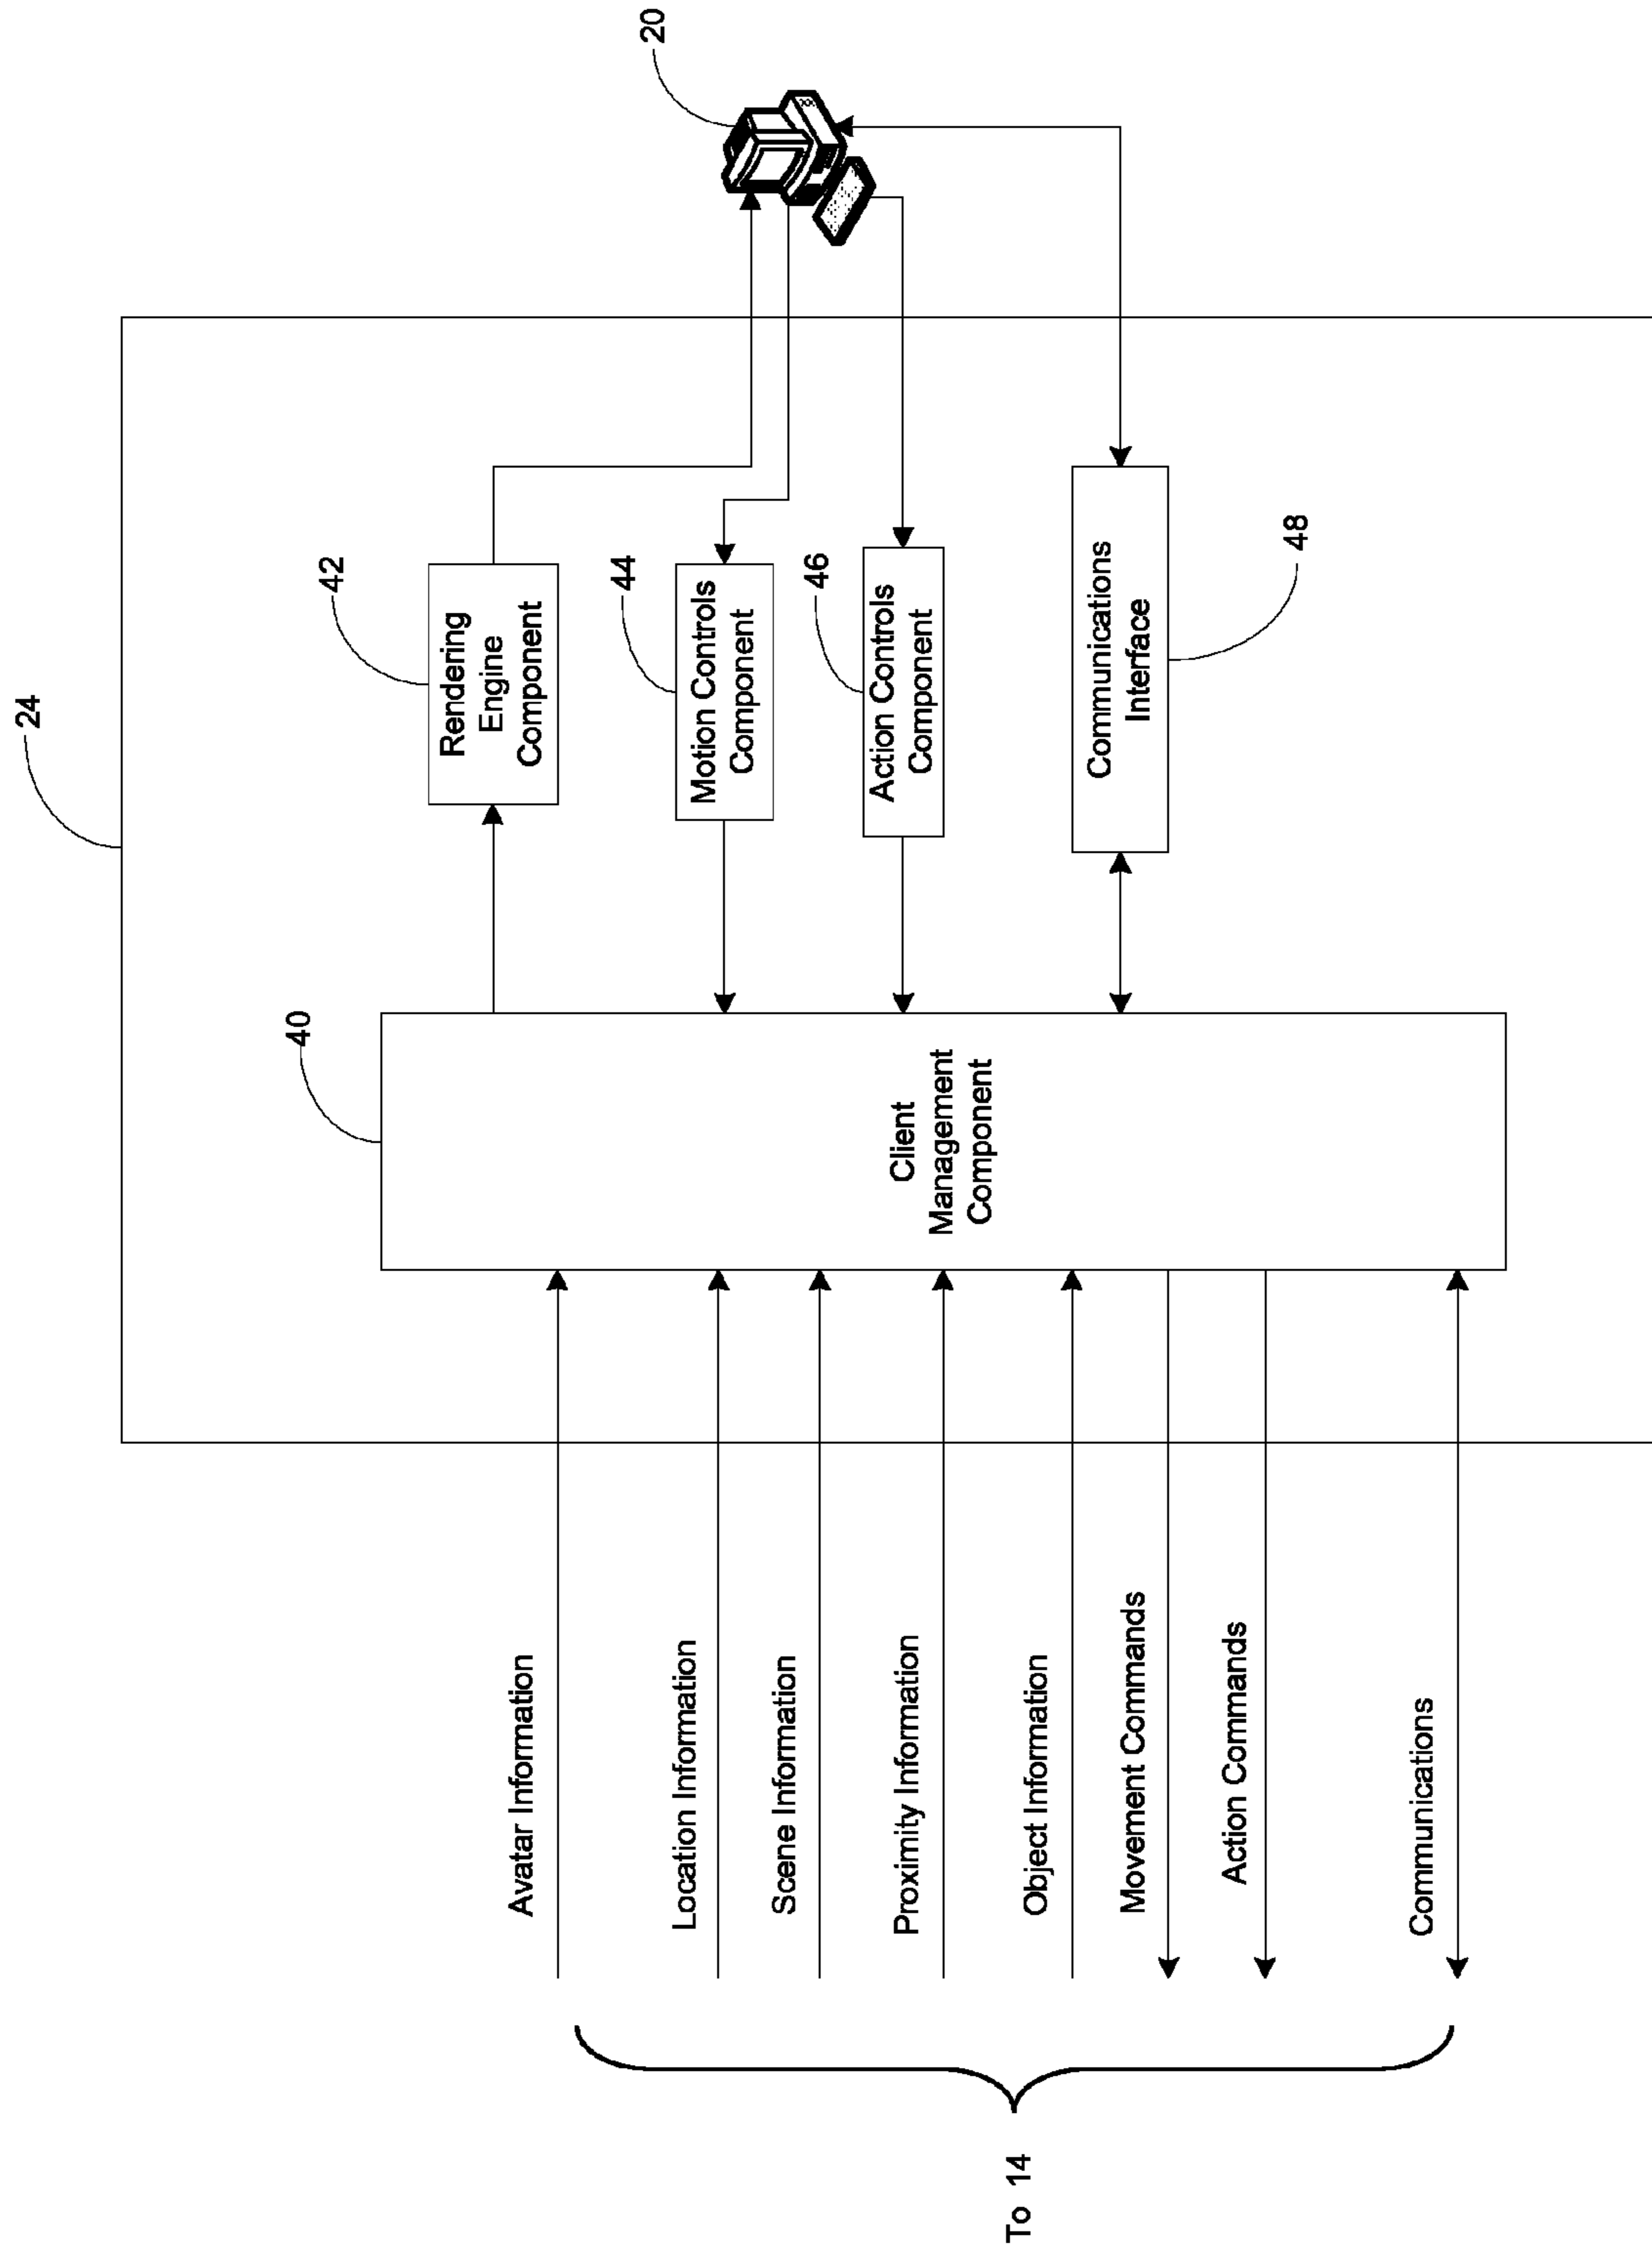 24
20
40
42
Rendering
Engine
Component
44
Motion Controls
Component
46
Action Controls
Component
Communications
Interface
48
Client
Management
Component
Avatar Information
Location Information
Scene Information
Proximity Information
Object Information
Movement Commands
Action Commands
Communications
To 14